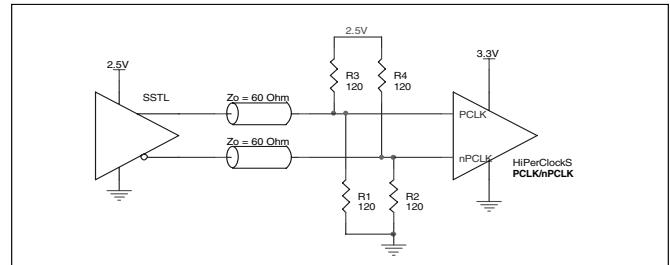 2.5V
3.3V
2.5V
SSTL
R3
120
R4
120
Zo = 60 Ohm
PCLK
Zo = 60 Ohm
nPCLK
HiPerClockS
PCLK/nPCLK
R1
120
R2
120